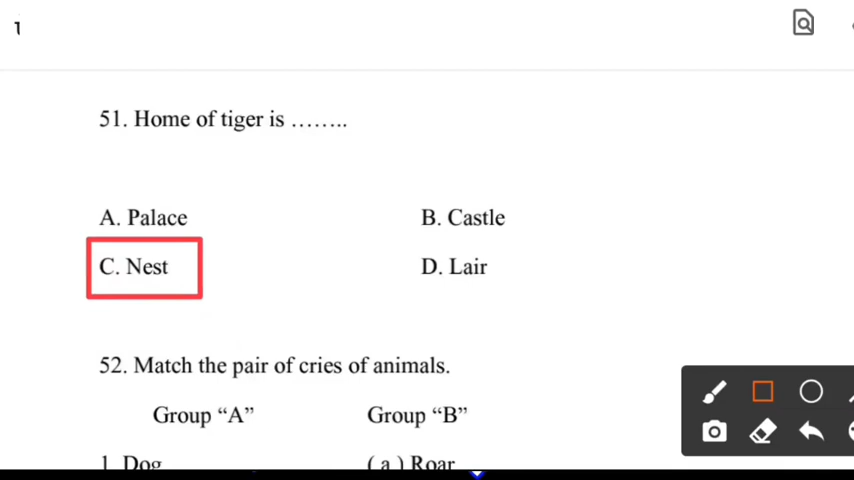 1
51. Home of tiger is ........
A. Palace B. Castle
C. Nest D. Lair
52. Match the pair of cries of animals.
Group “A” Group “B”
1. Dog ( a ) Roar